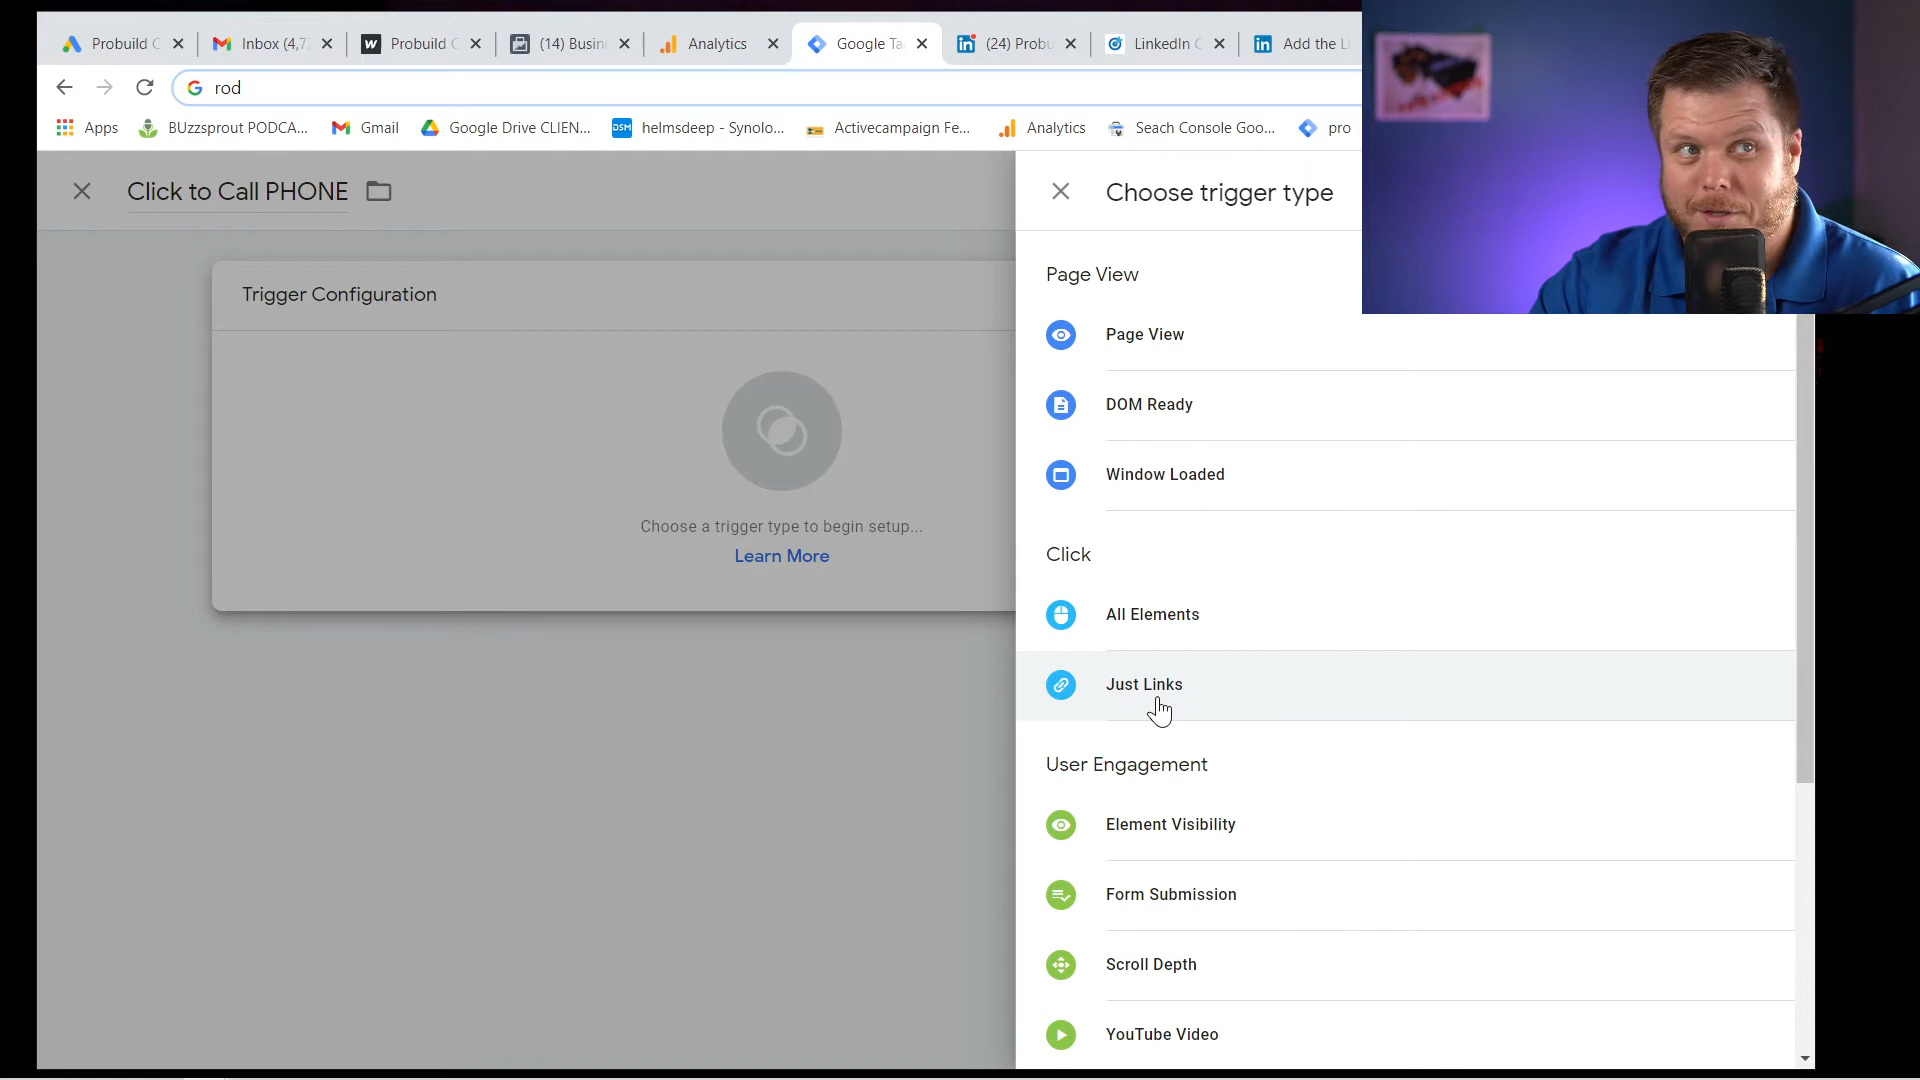 Probuild C
Inbox (4,7
Probuild C
(14) Busin
Analytics
Google Ta
(24) Probu
LinkedIn C
Add the Li
rod
Apps
BUzzsprout PODCA...
Gmail
Google Drive CLIEN...
DSM
helmsdeep - Synolo...
Activecampaign Fe...
Analytics
Seach Console Goo...
pro
Click to Call PHONE
Trigger Configuration
Choose a trigger type to begin setup...
Learn More
Choose trigger type
Page View
Page View
DOM Ready
Window Loaded
Click
All Elements
Just Links
User Engagement
Element Visibility
Form Submission
Scroll Depth
YouTube Video